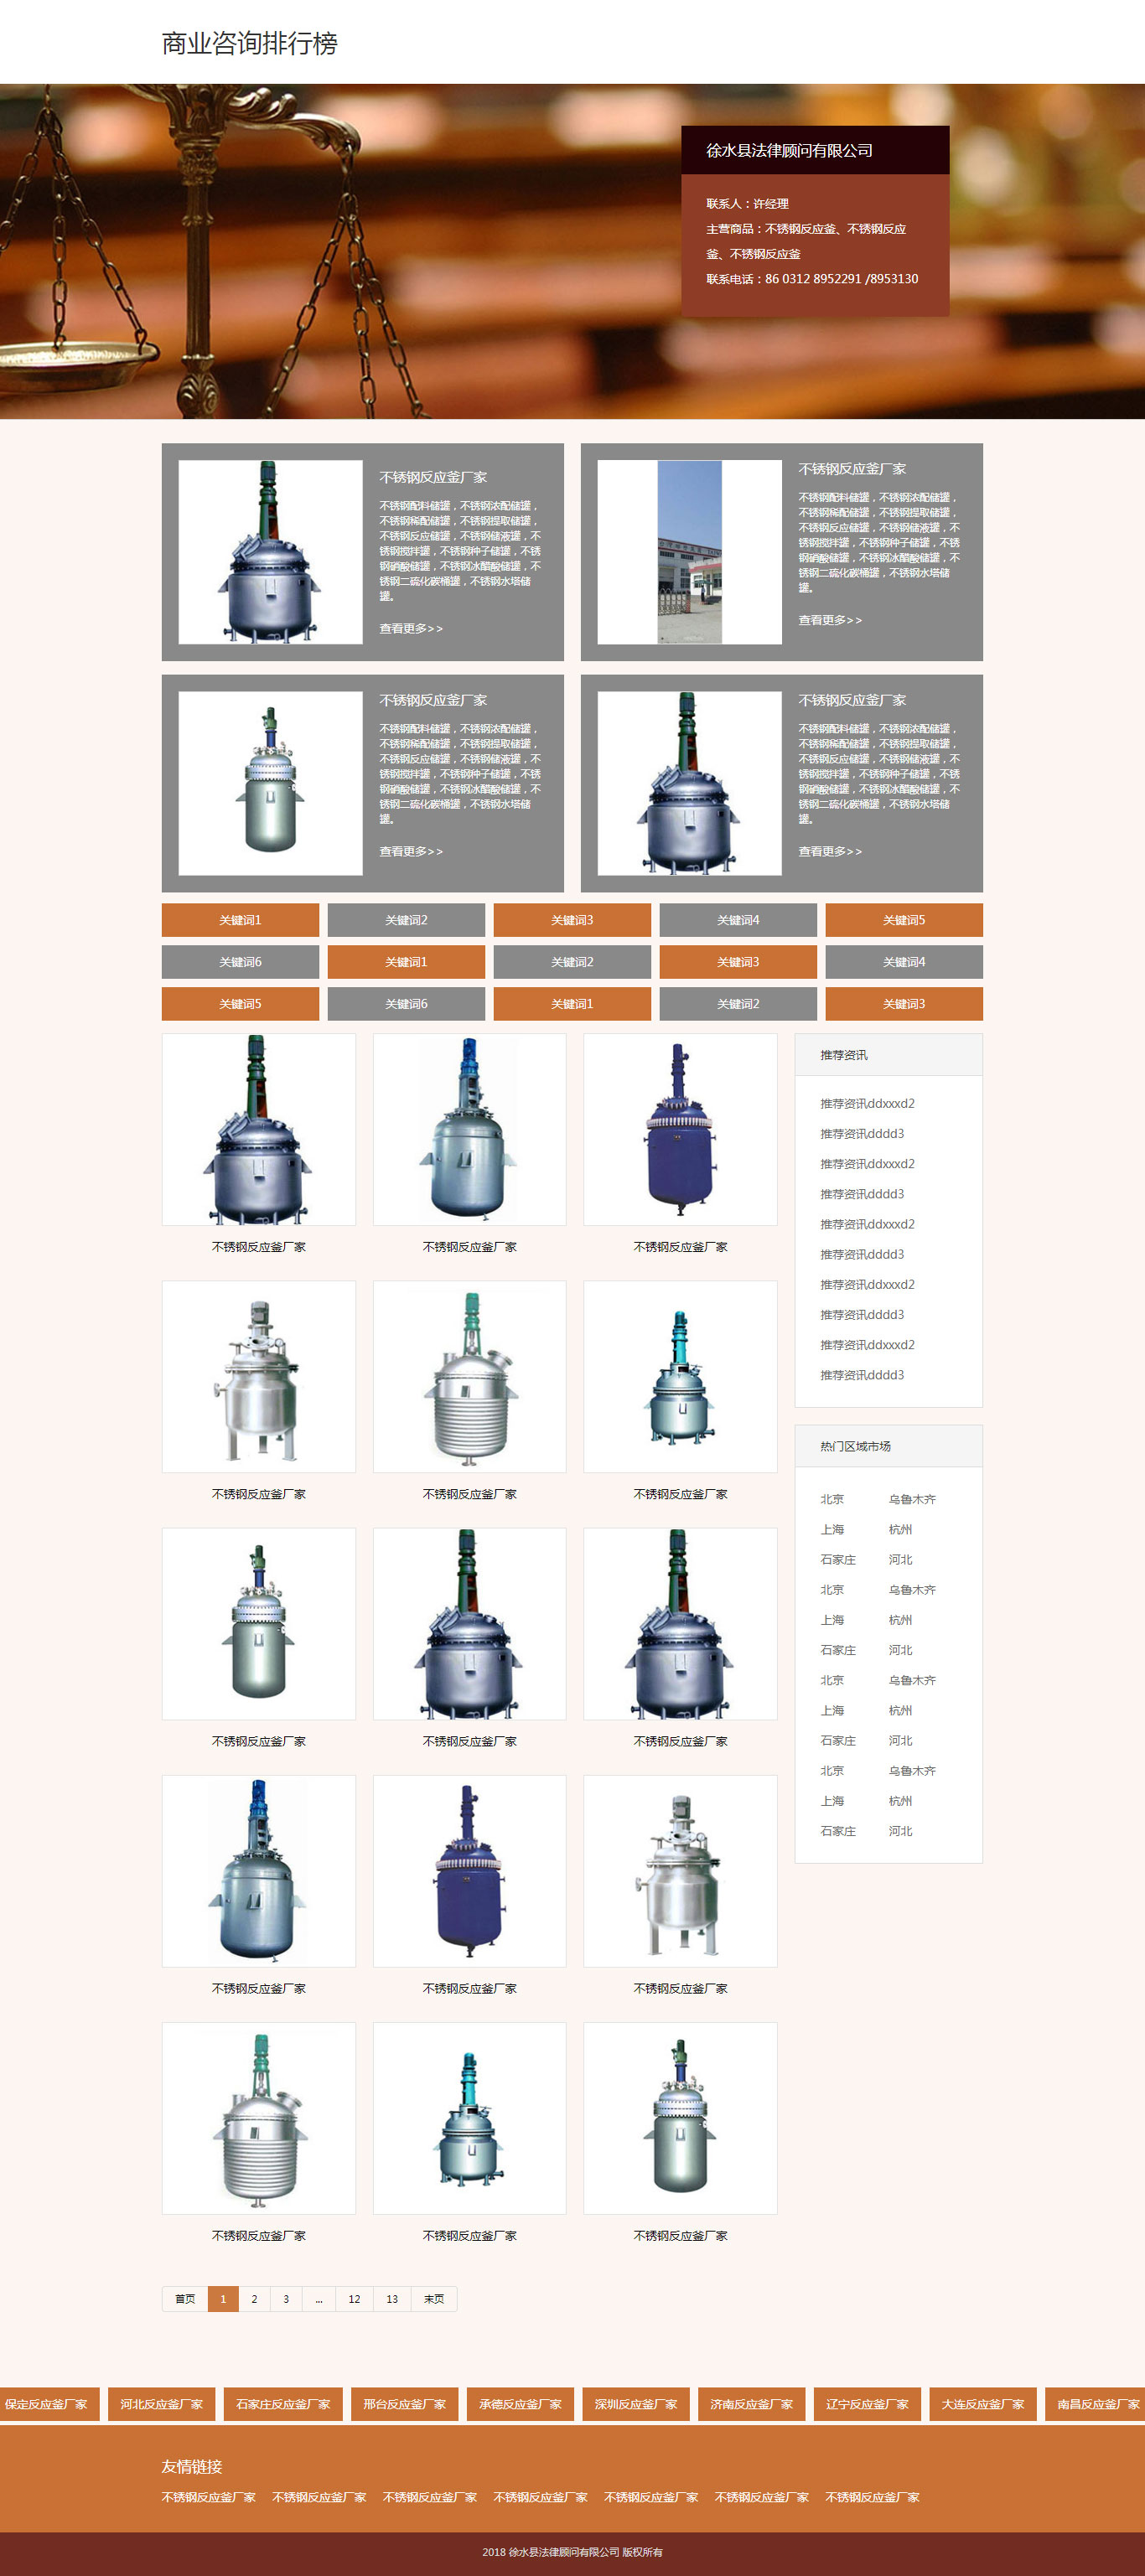 商业咨询排行榜
徐水县法律顾问有限公司
联系人：许经理
主营商品：不锈钢反应釜、不锈钢反应
釜、不锈钢反应釜
联系电话：86 0312 8952291 /8953130
不锈钢反应釜厂家
不锈钢配料储罐，不锈钢浓配储罐，
不锈钢稀配储罐，不锈钢提取储罐，
不锈钢反应储罐，不锈钢储液罐，不
锈钢搅拌罐，不锈钢种子储罐，不锈
钢硝酸储罐，不锈钢冰醋酸储罐，不
锈钢二硫化碳桶罐，不锈钢水塔储
罐。
查看更多>>
不锈钢反应釜厂家
不锈钢配料储罐，不锈钢浓配储罐，
不锈钢稀配储罐，不锈钢提取储罐，
不锈钢反应储罐，不锈钢储液罐，不
锈钢搅拌罐，不锈钢种子储罐，不锈
钢硝酸储罐，不锈钢冰醋酸储罐，不
锈钢二硫化碳桶罐，不锈钢水塔储
罐。
查看更多>>
不锈钢反应釜厂家
不锈钢配料储罐，不锈钢浓配储罐，
不锈钢稀配储罐，不锈钢提取储罐，
不锈钢反应储罐，不锈钢储液罐，不
锈钢搅拌罐，不锈钢种子储罐，不锈
钢硝酸储罐，不锈钢冰醋酸储罐，不
锈钢二硫化碳桶罐，不锈钢水塔储
罐。
查看更多>>
不锈钢反应釜厂家
不锈钢配料储罐，不锈钢浓配储罐，
不锈钢稀配储罐，不锈钢提取储罐，
不锈钢反应储罐，不锈钢储液罐，不
锈钢搅拌罐，不锈钢种子储罐，不锈
钢硝酸储罐，不锈钢冰醋酸储罐，不
锈钢二硫化碳桶罐，不锈钢水塔储
罐。
查看更多>>
关键词1 关键词2 关键词3 关键词4 关键词5
关键词6 关键词1 关键词2 关键词3 关键词4
关键词5 关键词6 关键词1 关键词2 关键词3
不锈钢反应釜厂家 不锈钢反应釜厂家 不锈钢反应釜厂家
不锈钢反应釜厂家 不锈钢反应釜厂家 不锈钢反应釜厂家
不锈钢反应釜厂家 不锈钢反应釜厂家 不锈钢反应釜厂家
不锈钢反应釜厂家 不锈钢反应釜厂家 不锈钢反应釜厂家
不锈钢反应釜厂家 不锈钢反应釜厂家 不锈钢反应釜厂家
推荐资讯
推荐资讯ddxxxd2
推荐资讯dddd3
推荐资讯ddxxxd2
推荐资讯dddd3
推荐资讯ddxxxd2
推荐资讯dddd3
推荐资讯ddxxxd2
推荐资讯dddd3
推荐资讯ddxxxd2
推荐资讯dddd3
热门区域市场
北京 乌鲁木齐
上海 杭州
石家庄 河北
北京 乌鲁木齐
上海 杭州
石家庄 河北
北京 乌鲁木齐
上海 杭州
石家庄 河北
北京 乌鲁木齐
上海 杭州
石家庄 河北
首页 1 2 3 ... 12 13 末页
保定反应釜厂家 河北反应釜厂家 石家庄反应釜厂家 邢台反应釜厂家 承德反应釜厂家 深圳反应釜厂家 济南反应釜厂家 辽宁反应釜厂家 大连反应釜厂家 南昌反应釜厂家
友情链接
不锈钢反应釜厂家 不锈钢反应釜厂家 不锈钢反应釜厂家 不锈钢反应釜厂家 不锈钢反应釜厂家 不锈钢反应釜厂家 不锈钢反应釜厂家
2018 徐水县法律顾问有限公司 版权所有